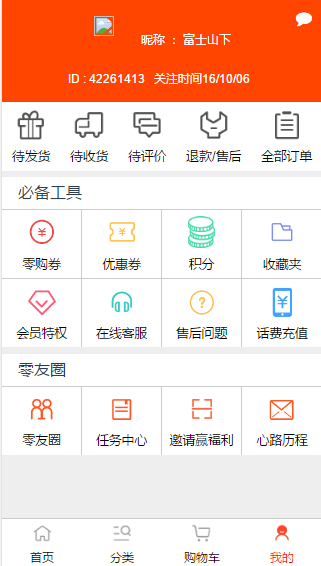 昵称 ： 富士山下
ID : 42261413 关注时间16/10/06
待发货 待收货 待评价 退款/售后 全部订单
必备工具
零购券 优惠券 积分 收藏夹
会员特权 在线客服 售后问题 话费充值
零友圈
零友圈 任务中心 邀请赢福利 心路历程
首页 分类 购物车 我的